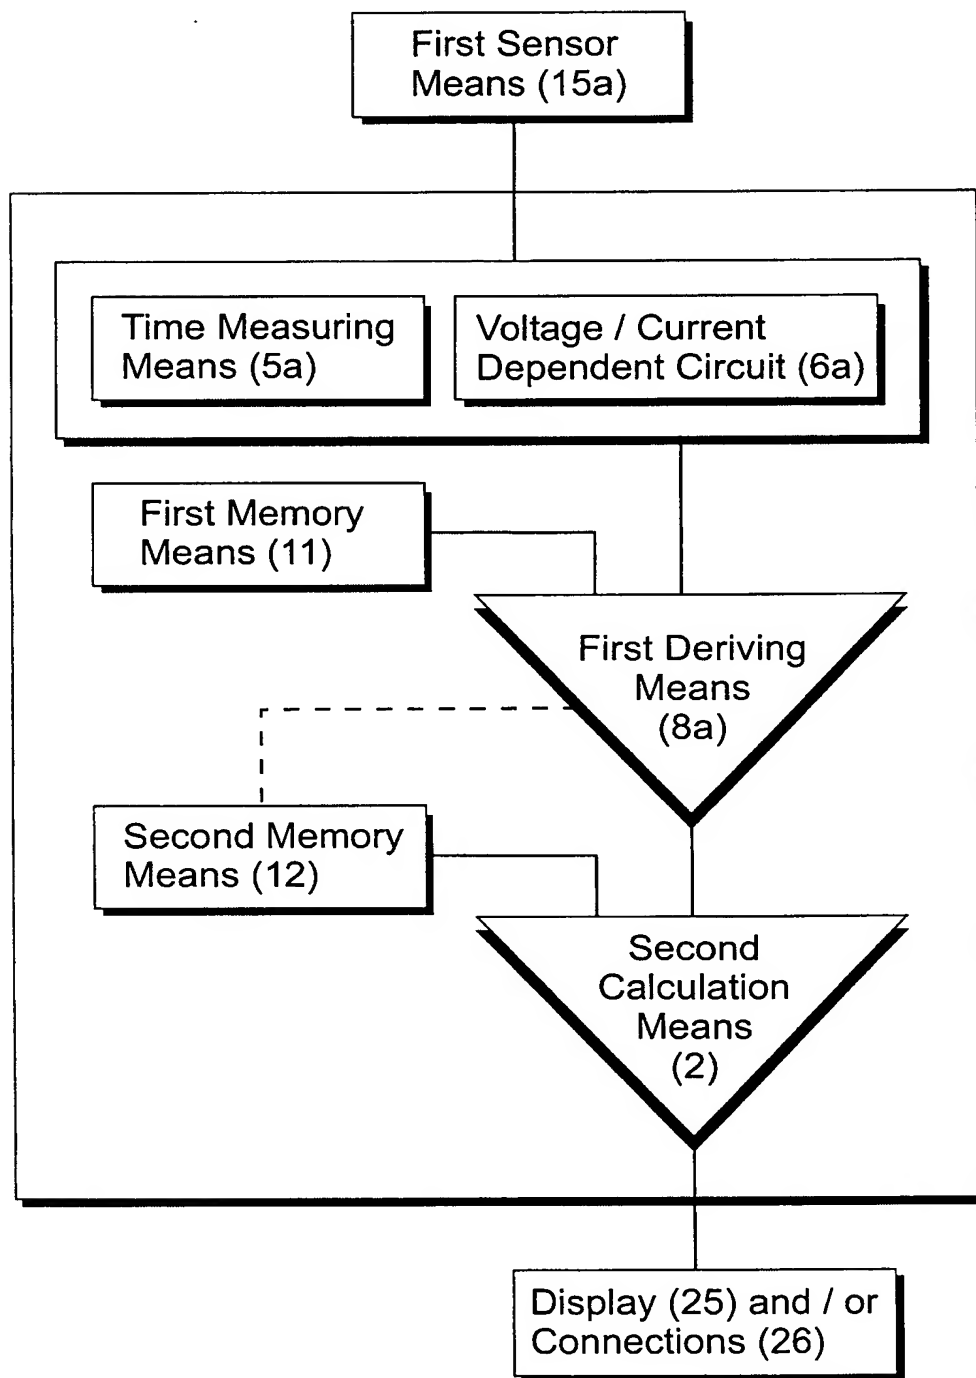 First Sensor
Means (15a)
Time Measuring
Means (5a)
Voltage / Current
Dependent Circuit (6a)
First Memory
Means (11)
First Deriving
Means
(8a)
Second Memory
Means (12)
Second
Calculation
Means
(2)
Display (25) and / or
Connections (26)